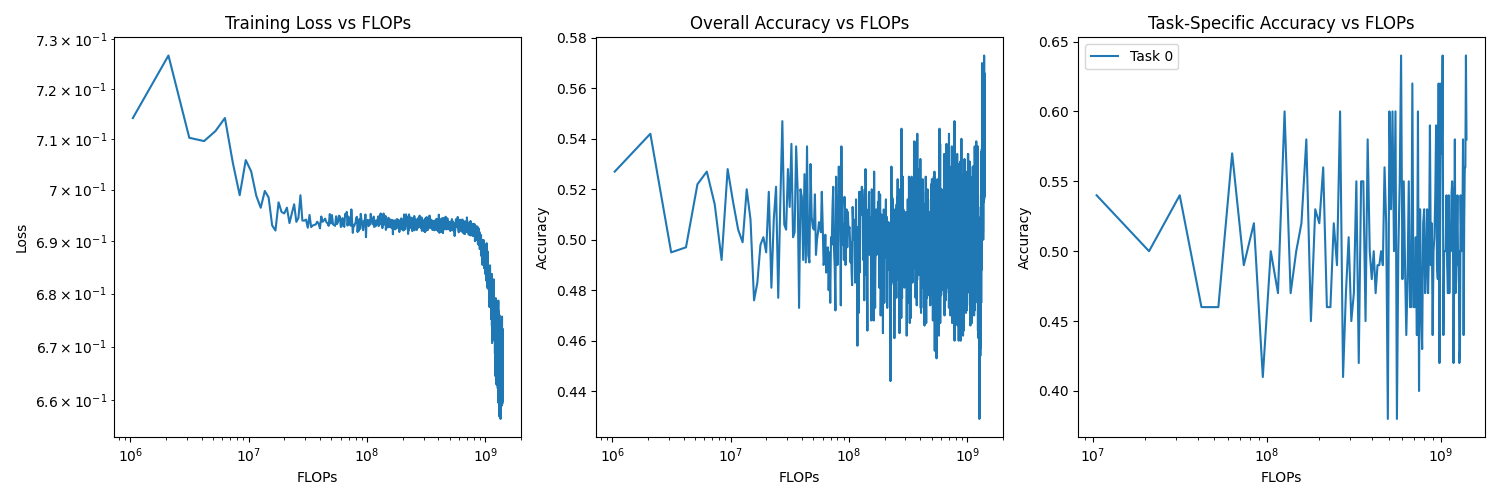 Training Loss vs FLOPs
7.3 × 10⁻¹
7.2 × 10⁻¹
7.1 × 10⁻¹
7 × 10⁻¹
6.9 × 10⁻¹
6.8 × 10⁻¹
6.7 × 10⁻¹
6.6 × 10⁻¹
Loss
10⁶ 10⁷ 10⁸ 10⁹
FLOPs
Overall Accuracy vs FLOPs
0.58
0.56
0.54
0.52
0.50
0.48
0.46
0.44
Accuracy
10⁶ 10⁷ 10⁸ 10⁹
FLOPs
Task-Specific Accuracy vs FLOPs
Task 0
0.65
0.60
0.55
0.50
0.45
0.40
Accuracy
10⁷ 10⁸ 10⁹
FLOPs